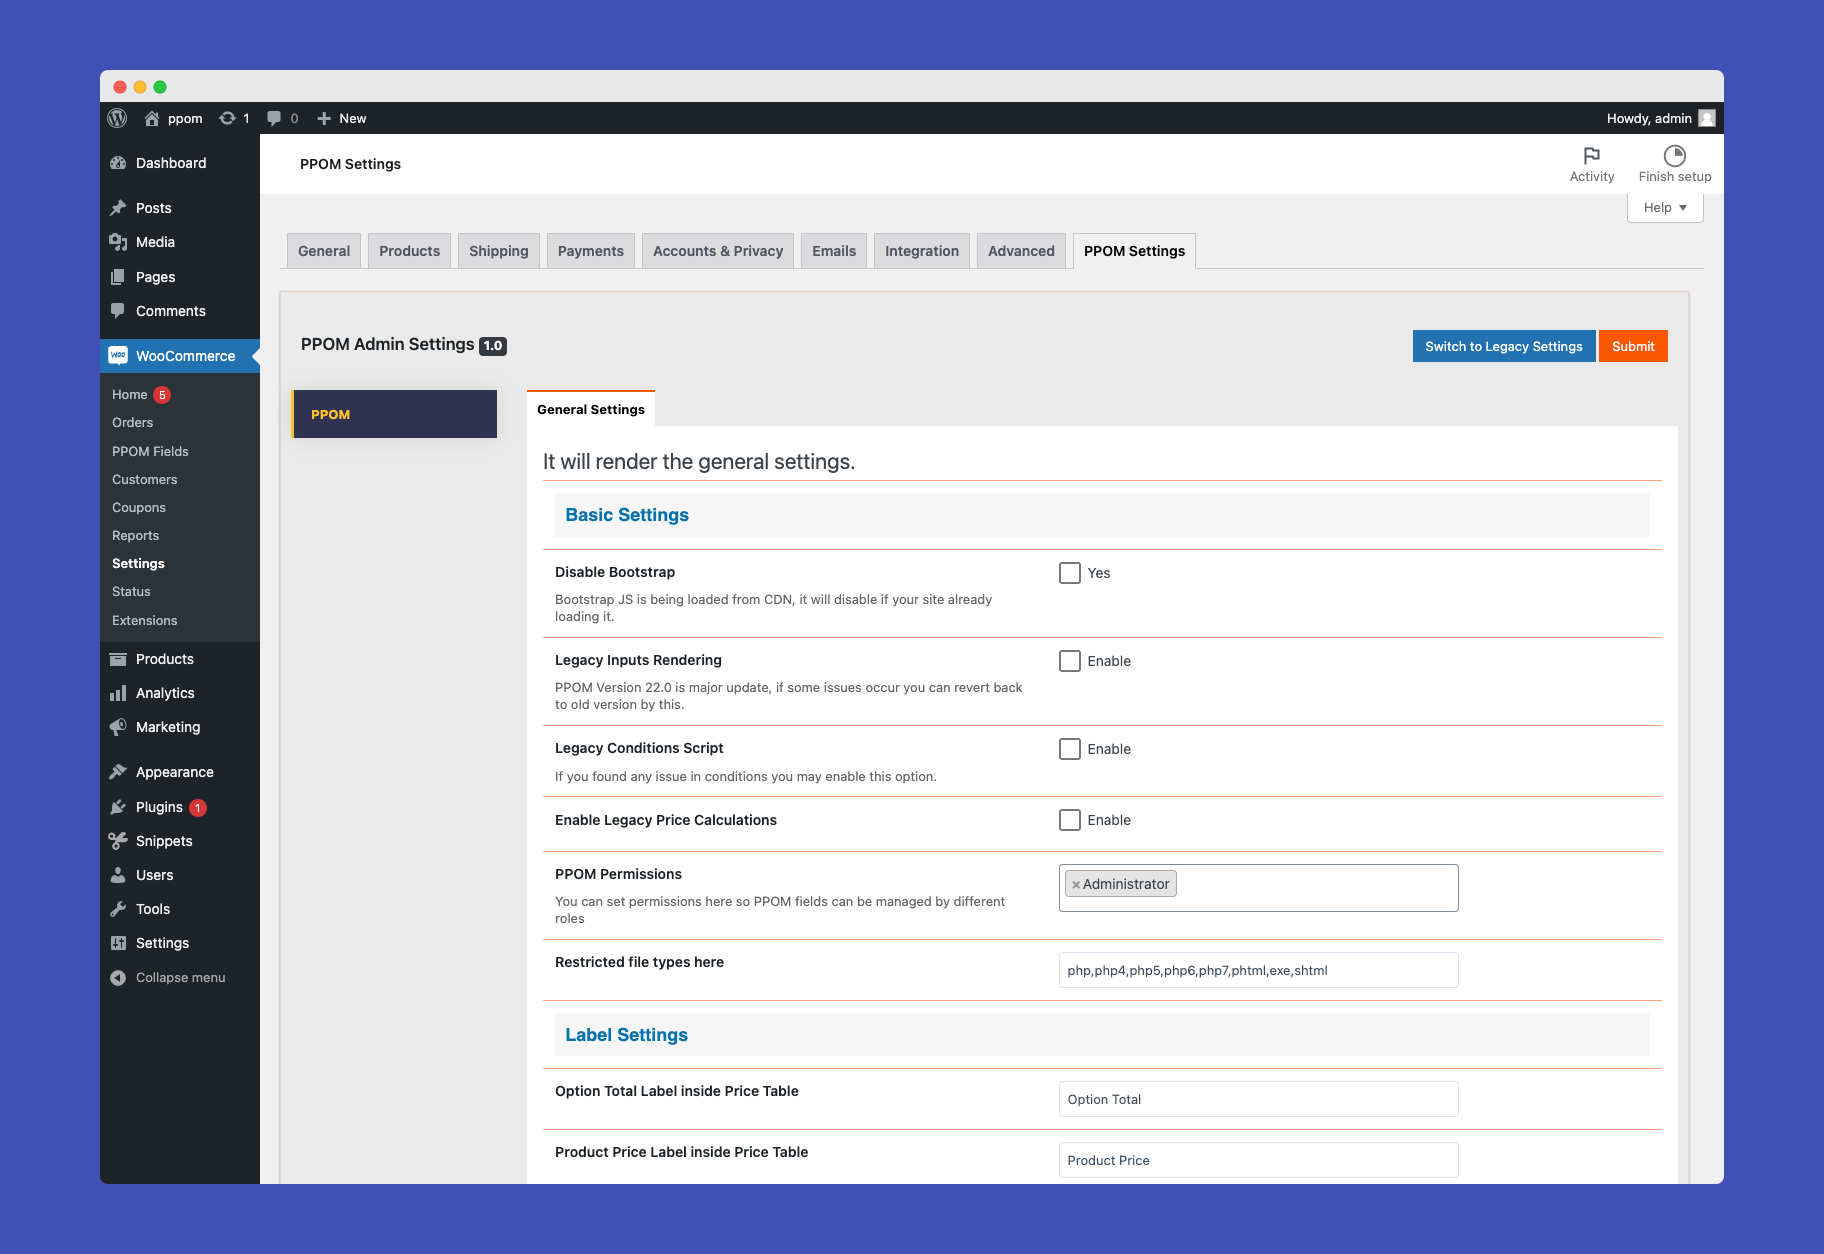 ppom
1
0
New
Howdy, admin
Dashboard
Posts
Media
Pages
Comments
WOO
WooCommerce
Home 5
Orders
PPOM Fields
Customers
Coupons
Reports
Settings
Status
Extensions
Products
Analytics
Marketing
Appearance
Plugins 1
Snippets
Users
Tools
Settings
Collapse menu
PPOM Settings
Activity
Finish setup
Help
General
Products
Shipping
Payments
Accounts & Privacy
Emails
Integration
Advanced
PPOM Settings
PPOM Admin Settings 1.0
Switch to Legacy Settings
Submit
PPOM
General Settings
It will render the general settings.
Basic Settings
Disable Bootstrap
Yes
Bootstrap JS is being loaded from CDN, it will disable if your site already
loading it.
Legacy Inputs Rendering
Enable
PPOM Version 22.0 is major update, if some issues occur you can revert back
to old version by this.
Legacy Conditions Script
Enable
If you found any issue in conditions you may enable this option.
Enable Legacy Price Calculations
Enable
PPOM Permissions
×Administrator
You can set permissions here so PPOM fields can be managed by different
roles
Restricted file types here
php,php4,php5,php6,php7,phtml,exe,shtml
Label Settings
Option Total Label inside Price Table
Option Total
Product Price Label inside Price Table
Product Price